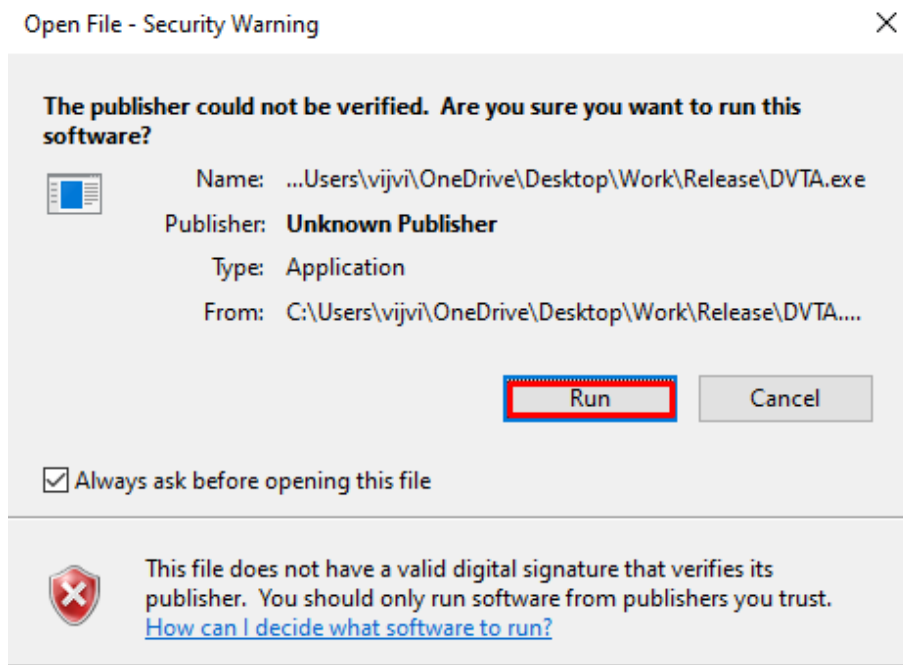 Open File - Security Warning
The publisher could not be verified.  Are you sure you want to run this
software?
Name: ...Users\vijvi\OneDrive\Desktop\Work\Release\DVTA.exe
Publisher: Unknown Publisher
Type: Application
From: C:\Users\vijvi\OneDrive\Desktop\Work\Release\DVTA....
Run Cancel
Always ask before opening this file
This file does not have a valid digital signature that verifies its
publisher.  You should only run software from publishers you trust.
How can I decide what software to run?